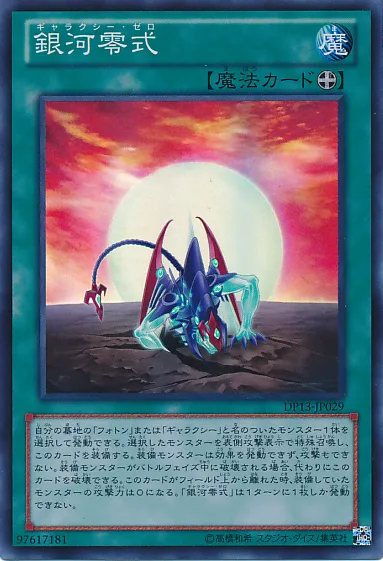 ギャラクシー・ゼロ
銀河零式
魔
【魔法カード】
DP13-JP029
自分の墓地の「フォトン」または「ギャラクシー」と名のついたモンスター1体を
選択して発動できる。選択したモンスターを表側攻撃表示で特殊召喚し、
このカードを装備する。装備モンスターは効果を発動できず、攻撃も
できない。装備モンスターがバトルフェイズ中に破壊される場合、代わりにこの
カードを破壊できる。このカードがフィールド上から離れた時、装備していた
モンスターの攻撃力は0になる。「銀河零式」は1ターンに1枚しか発動
できない。
97617181
©高橋和希 スタジオ・ダイス/集英社